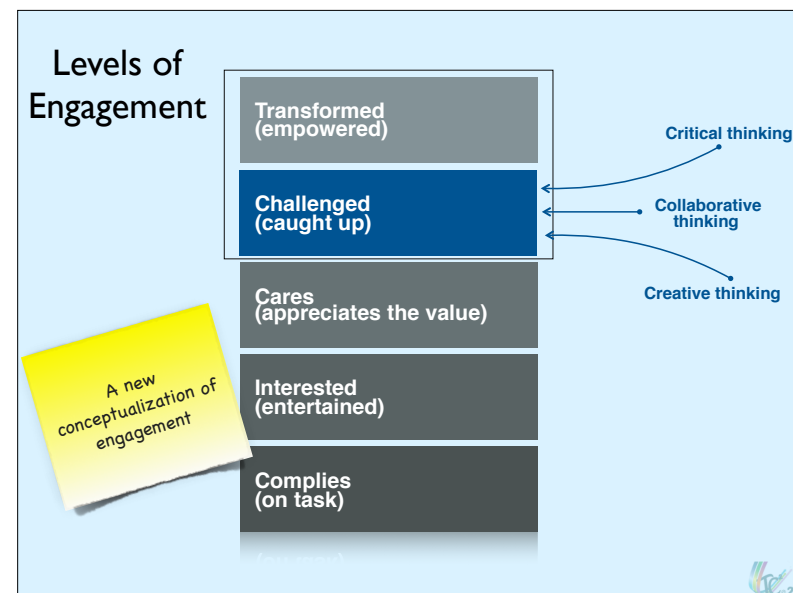 Levels of
Engagement
Transformed
(empowered)
Challenged
(caught up)
Cares
(appreciates the value)
Interested
(entertained)
Complies
(on task)
Critical thinking
Collaborative
thinking
Creative thinking
A new
conceptualization of
engagement